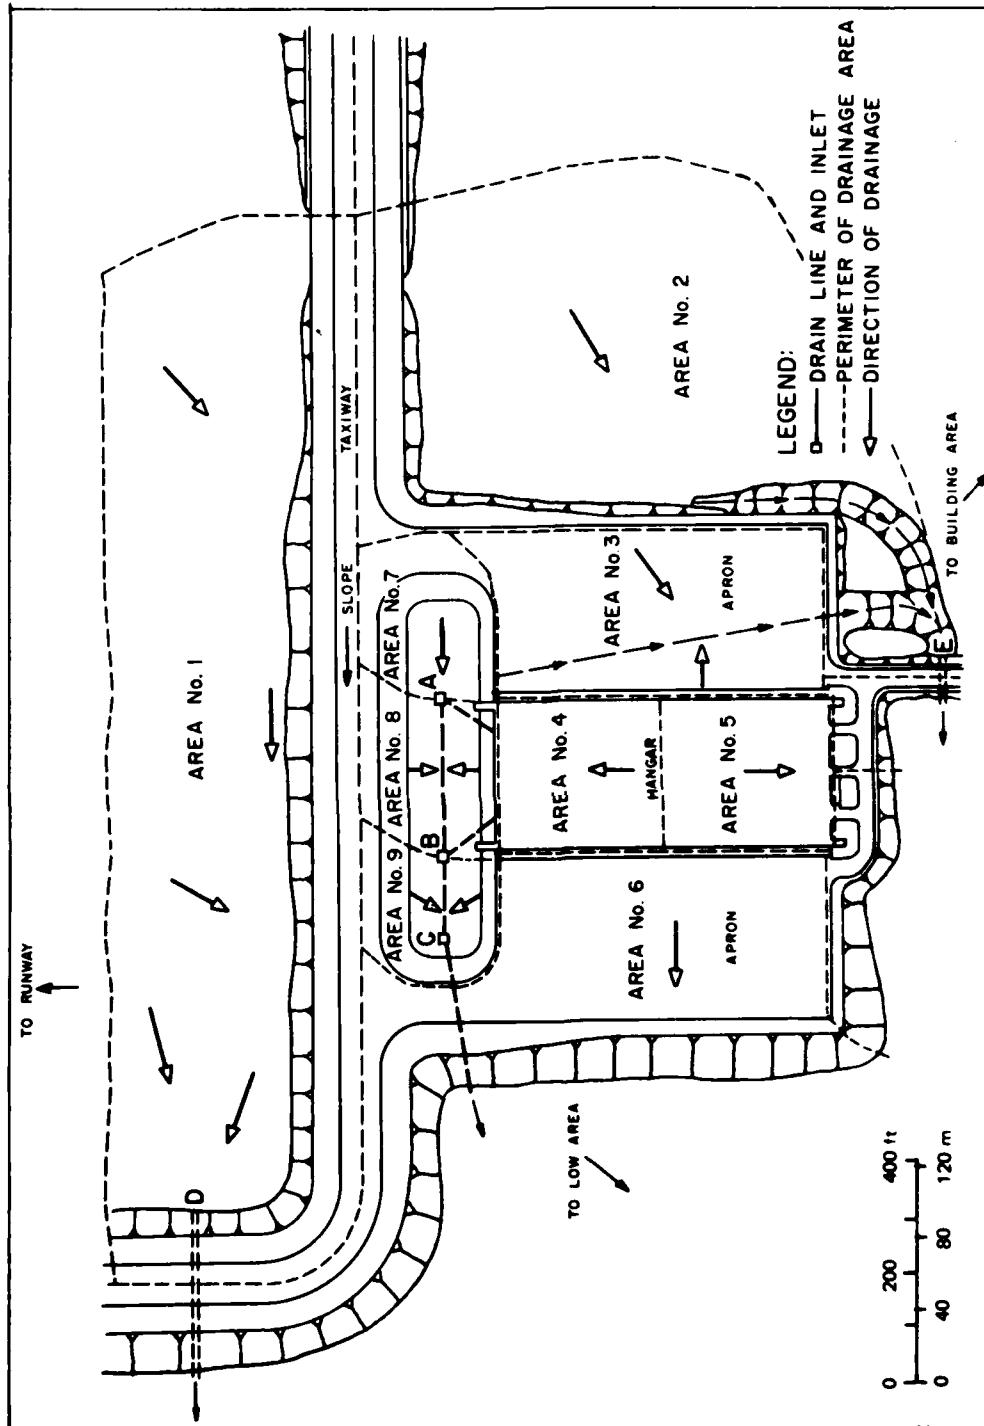 TO RUNWAY
AREA No. 1
D
TAXIWAY
SLOPE
AREA No. 2
AREA No. 7
AREA No. 8
AREA No. 9
A
B
C
AREA No. 3
APRON
AREA No. 4
HANGAR
AREA No. 5
AREA No. 6
APRON
E
TO BUILDING AREA
TO LOW AREA
LEGEND:
DRAIN LINE AND INLET
PERIMETER OF DRAINAGE AREA
DIRECTION OF DRAINAGE
0 200 400 ft
0 40 80 120 m